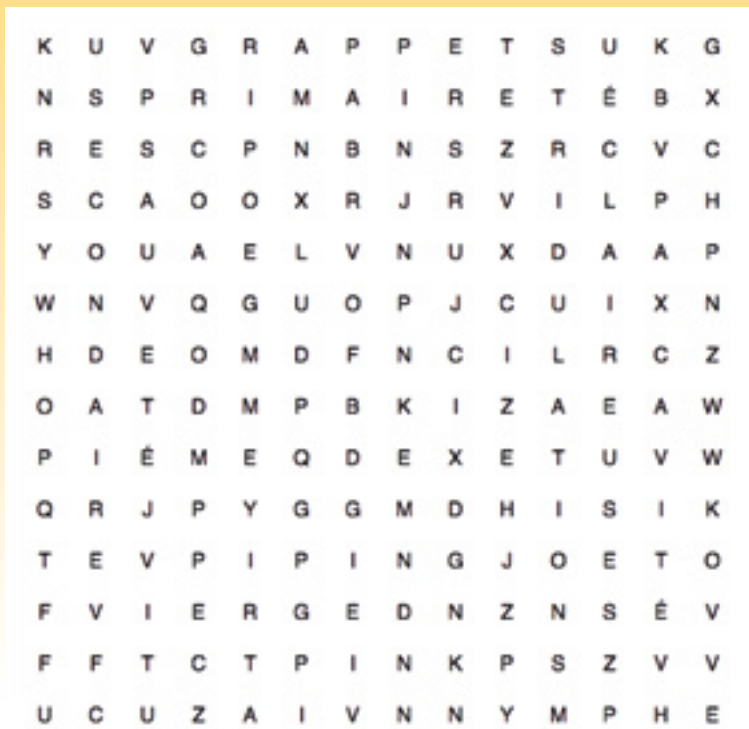 K U V G R A P P E T S U K G
N S P R I M A I R E T É B X
R E S C P N B N S Z R C V C
S C A O O X R J R V I L P H
Y O U A E L V N U X D A A P
W N V Q G U O P J C U I X N
H D E O M D F N C I L R C Z
O A T D M P B K I Z A E A W
P I É M E Q D E X E T U V W
Q R J P Y G G M D H I S I K
T E V P I P I N G J O E T O
F V I E R G E D N Z N S É V
F F T C T P I N K P S Z V V
U C U Z A I V N N Y M P H E